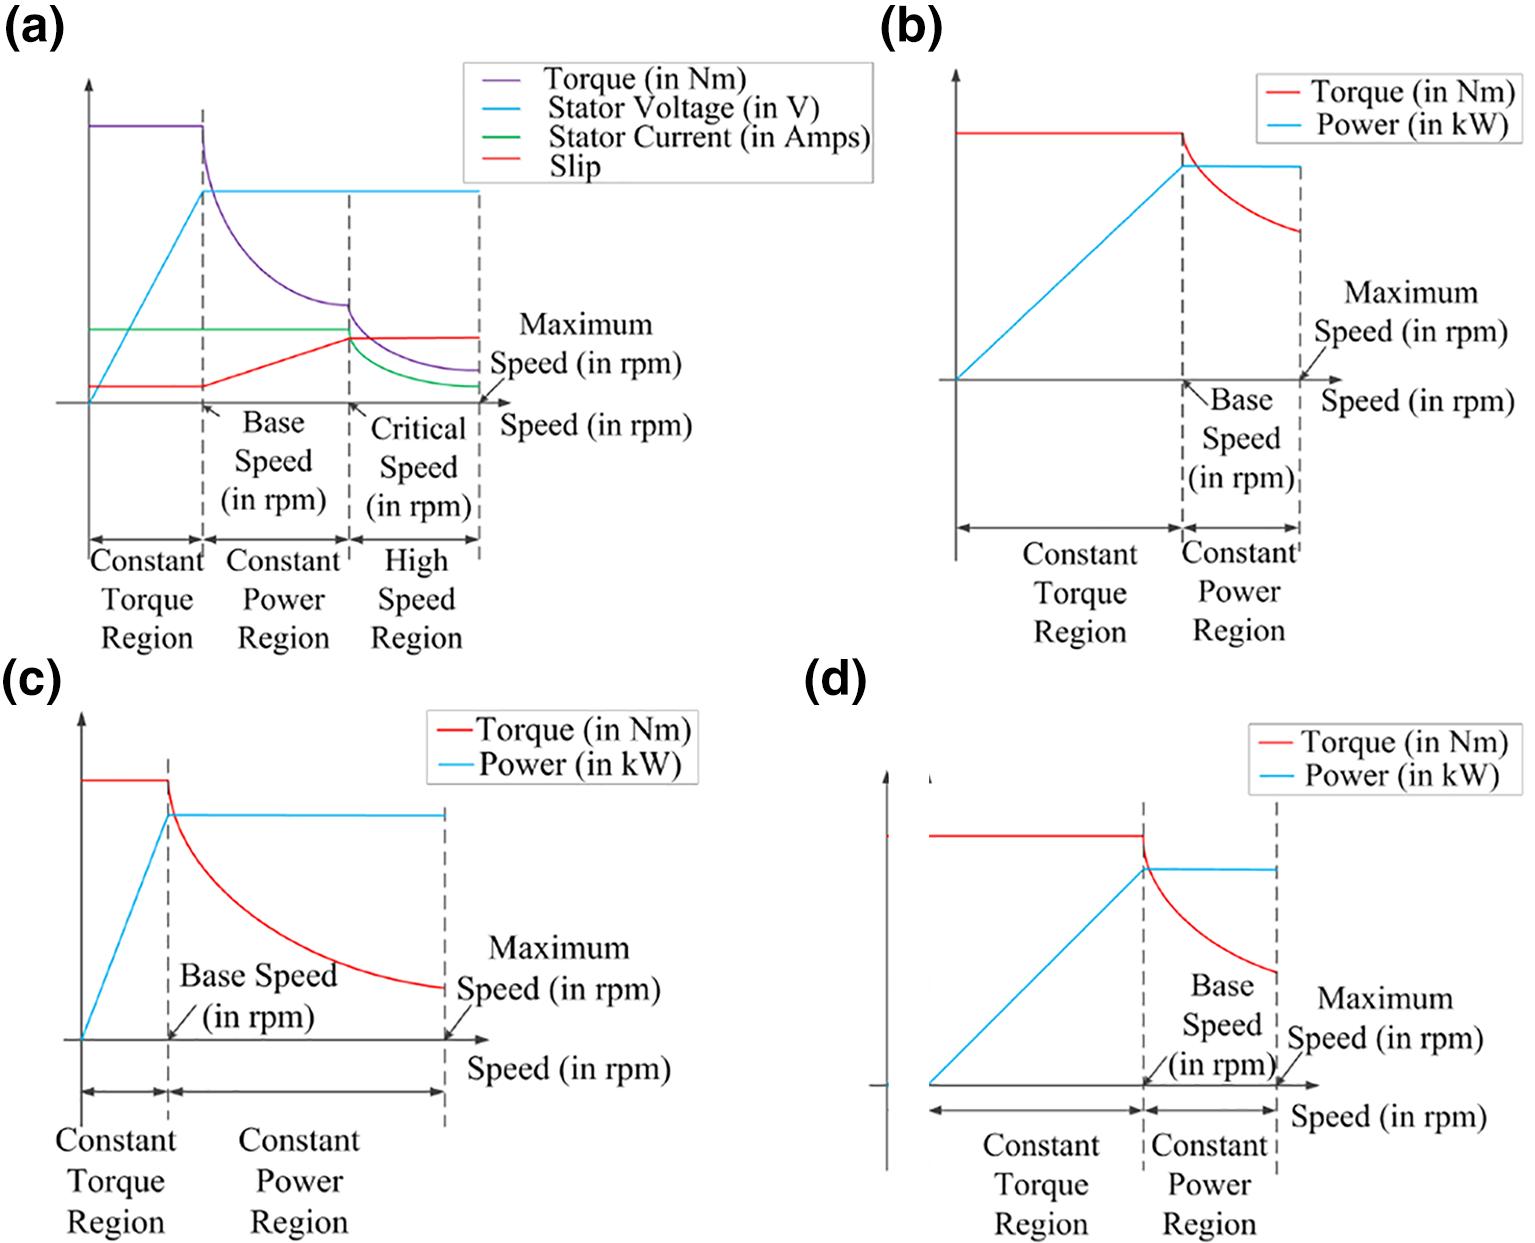 (a)
Torque (in Nm)
Stator Voltage (in V)
Stator Current (in Amps)
Slip
Maximum
Speed (in rpm)
Speed (in rpm)
Base
Speed
(in rpm)
Critical
Speed
(in rpm)
Constant
Torque
Region
Constant
Power
Region
High
Speed
Region
(b)
Torque (in Nm)
Power (in kW)
Maximum
Speed (in rpm)
Speed (in rpm)
Base
Speed
(in rpm)
Constant
Torque
Region
Constant
Power
Region
(c)
Torque (in Nm)
Power (in kW)
Base Speed
(in rpm)
Maximum
Speed (in rpm)
Speed (in rpm)
Constant
Torque
Region
Constant
Power
Region
(d)
Torque (in Nm)
Power (in kW)
Base
Speed
(in rpm)
Maximum
Speed (in rpm)
Speed (in rpm)
Constant
Torque
Region
Constant
Power
Region